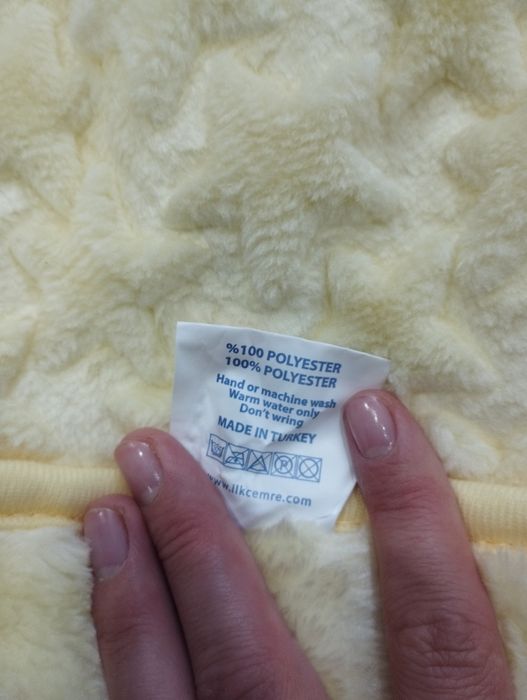 %100 POLYESTER
100% POLYESTER
Hand or machine wash
Warm water only
Don't wring
MADE IN TURKEY
www.ilkcemre.com